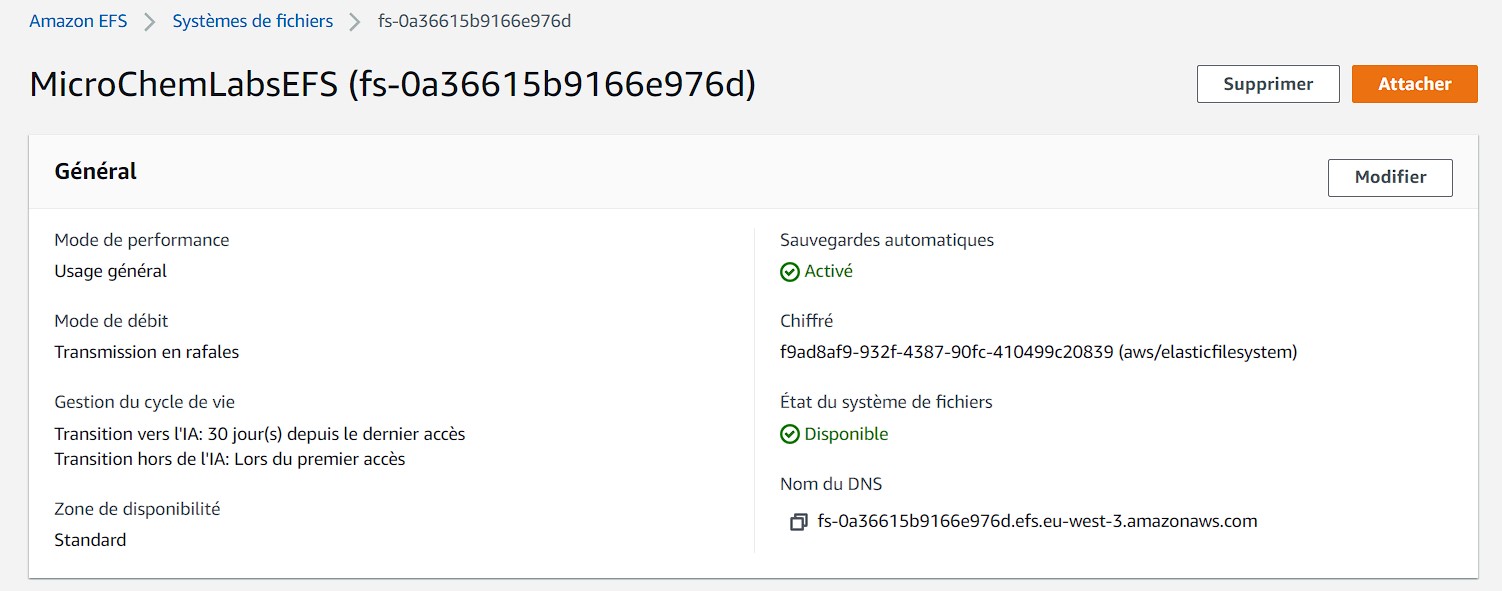 Amazon EFS > Systèmes de fichiers > fs-0a36615b9166e976d
MicroChemLabsEFS (fs-0a36615b9166e976d)
Supprimer
Attacher
Général
Modifier
Mode de performance
Usage général
Mode de débit
Transmission en rafales
Gestion du cycle de vie
Transition vers l'IA: 30 jour(s) depuis le dernier accès
Transition hors de l'IA: Lors du premier accès
Zone de disponibilité
Standard
Sauvegardes automatiques
Activé
Chiffré
f9ad8af9-932f-4387-90fc-410499c20839 (aws/elasticfilesystem)
État du système de fichiers
Disponible
Nom du DNS
fs-0a36615b9166e976d.efs.eu-west-3.amazonaws.com